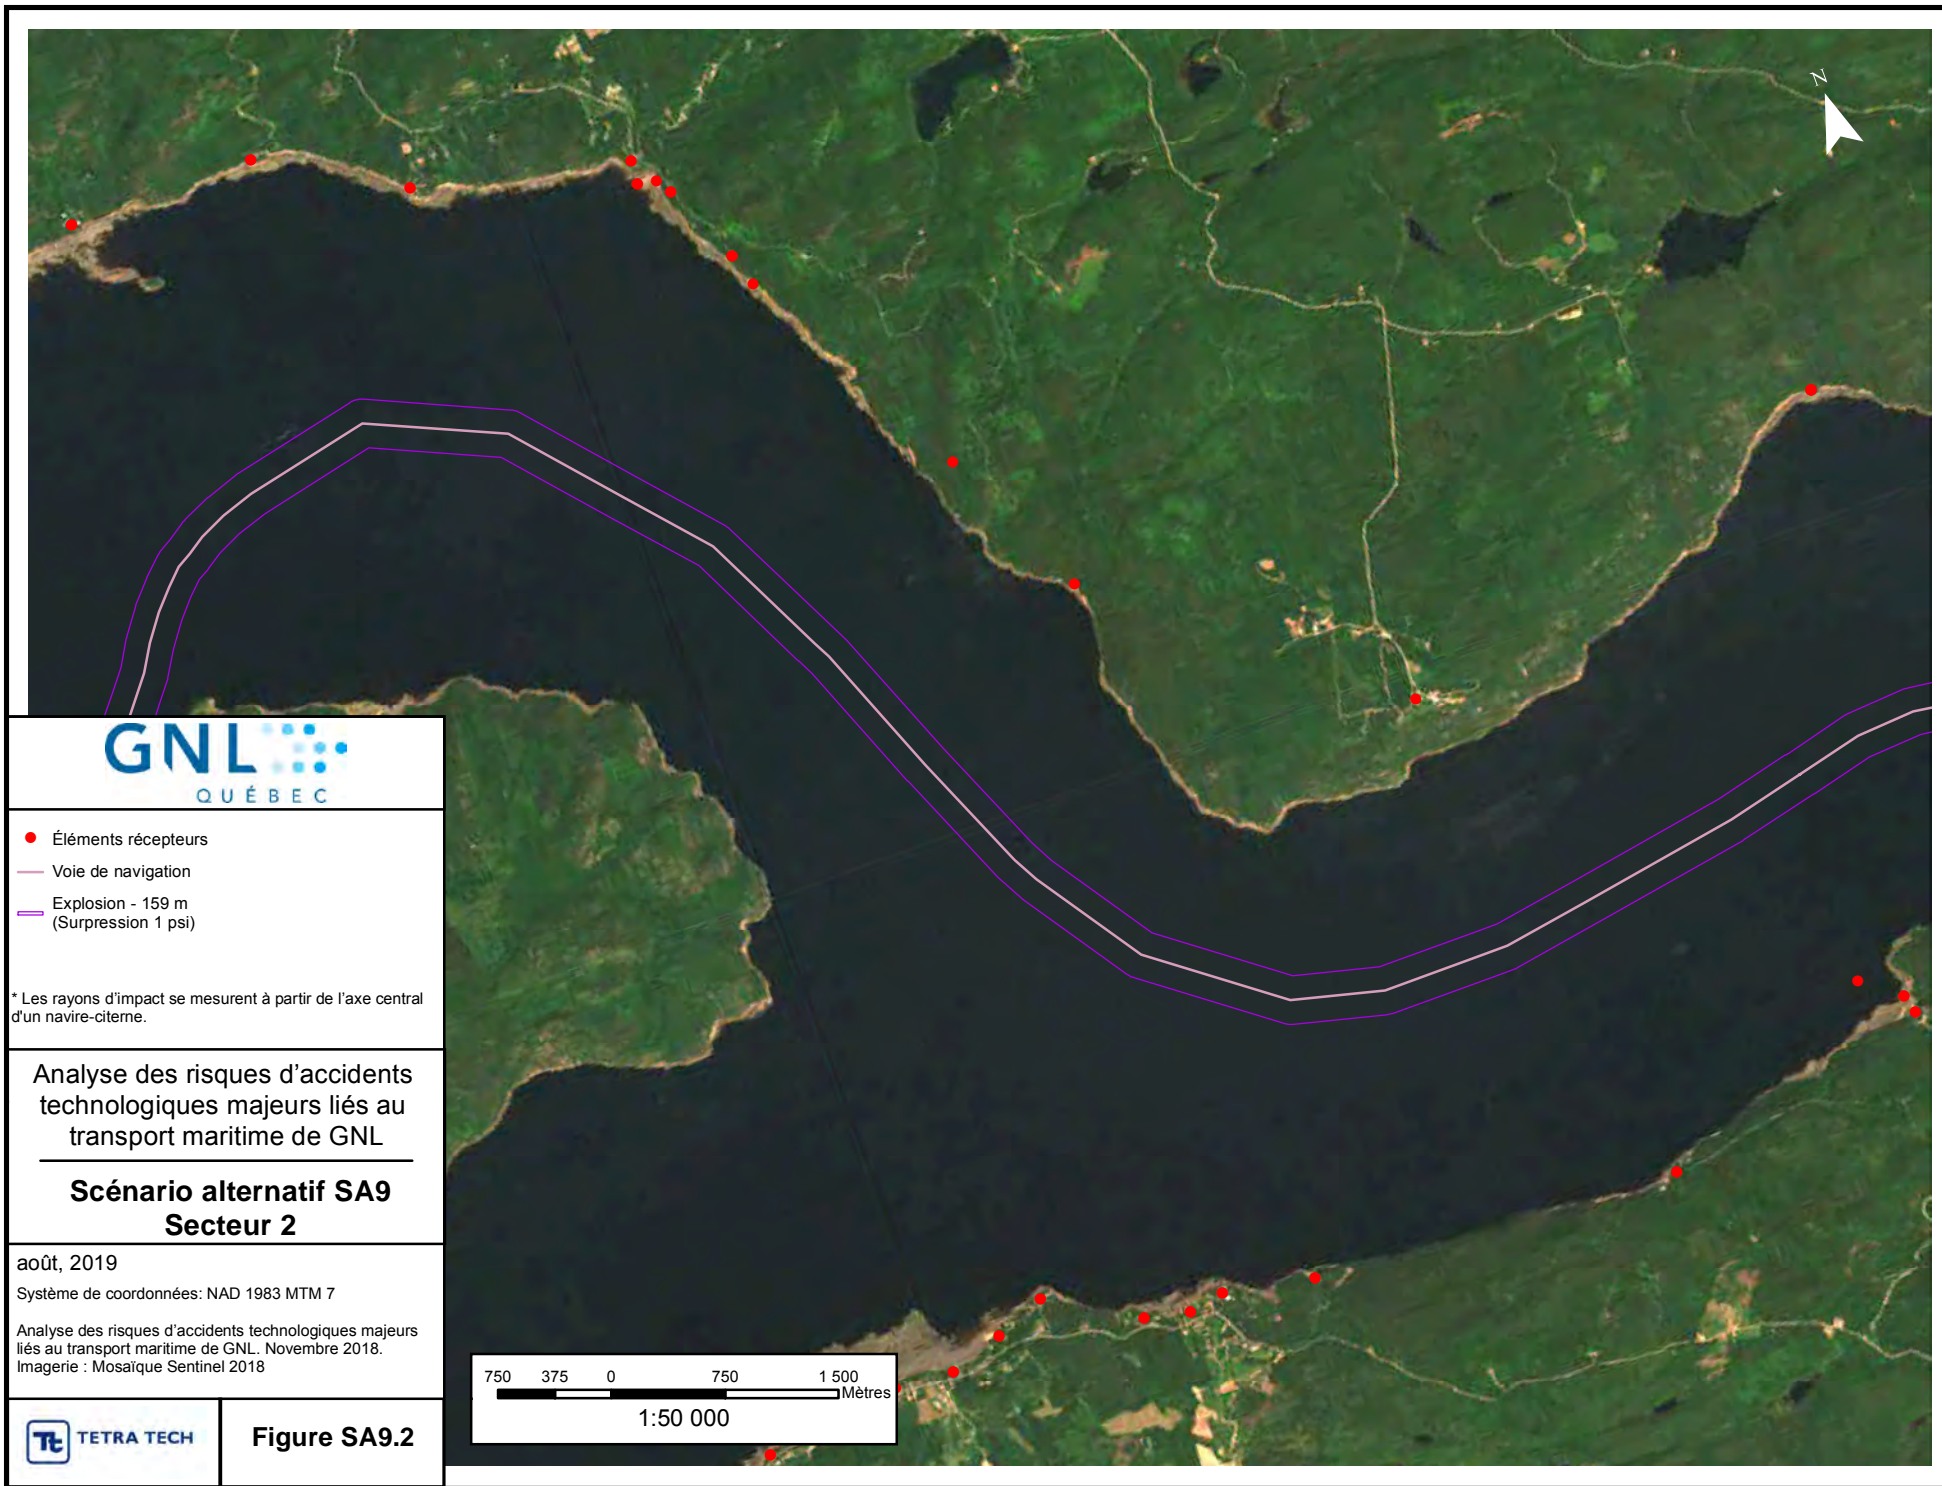 N
GNL
QUÉBEC
Éléments récepteurs
Voie de navigation
Explosion - 159 m
(Surpression 1 psi)
* Les rayons d'impact se mesurent à partir de l'axe central
d'un navire-citerne.
Analyse des risques d'accidents
technologiques majeurs liés au
transport maritime de GNL
Scénario alternatif SA9
Secteur 2
août, 2019
Système de coordonnées: NAD 1983 MTM 7
Analyse des risques d'accidents technologiques majeurs
liés au transport maritime de GNL. Novembre 2018.
Imagerie : Mosaïque Sentinel 2018
Tt TETRA TECH
Figure SA9.2
750 375 0 750 1 500
Mètres
1:50 000